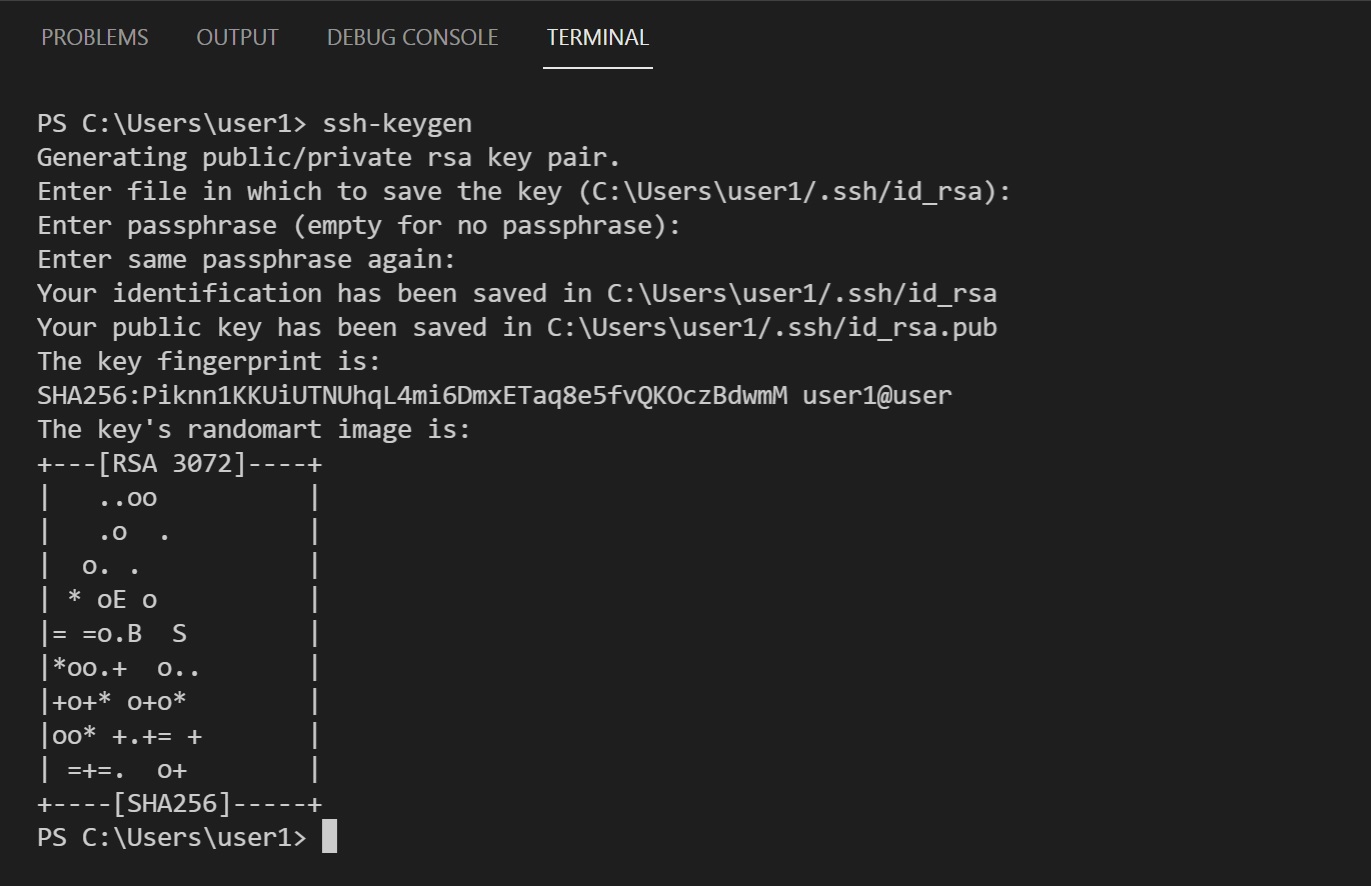 PROBLEMS OUTPUT DEBUG CONSOLE TERMINAL
PS C:\Users\user1> ssh-keygen
Generating public/private rsa key pair.
Enter file in which to save the key (C:\Users\user1/.ssh/id_rsa):
Enter passphrase (empty for no passphrase):
Enter same passphrase again:
Your identification has been saved in C:\Users\user1/.ssh/id_rsa
Your public key has been saved in C:\Users\user1/.ssh/id_rsa.pub
The key fingerprint is:
SHA256:Piknn1KKUiUTNUhqL4mi6DmxETaq8e5fvQKOczBdwmM user1@user
The key's randomart image is:
+---[RSA 3072]----+
|   ..oo          |
|   .o  .         |
|  o. .           |
| * oE o          |
|= =o.B  S        |
|*oo.+  o..       |
|+o+* o+o*        |
|oo* +.+= +       |
| =+=.  o+        |
+----[SHA256]-----+
PS C:\Users\user1>